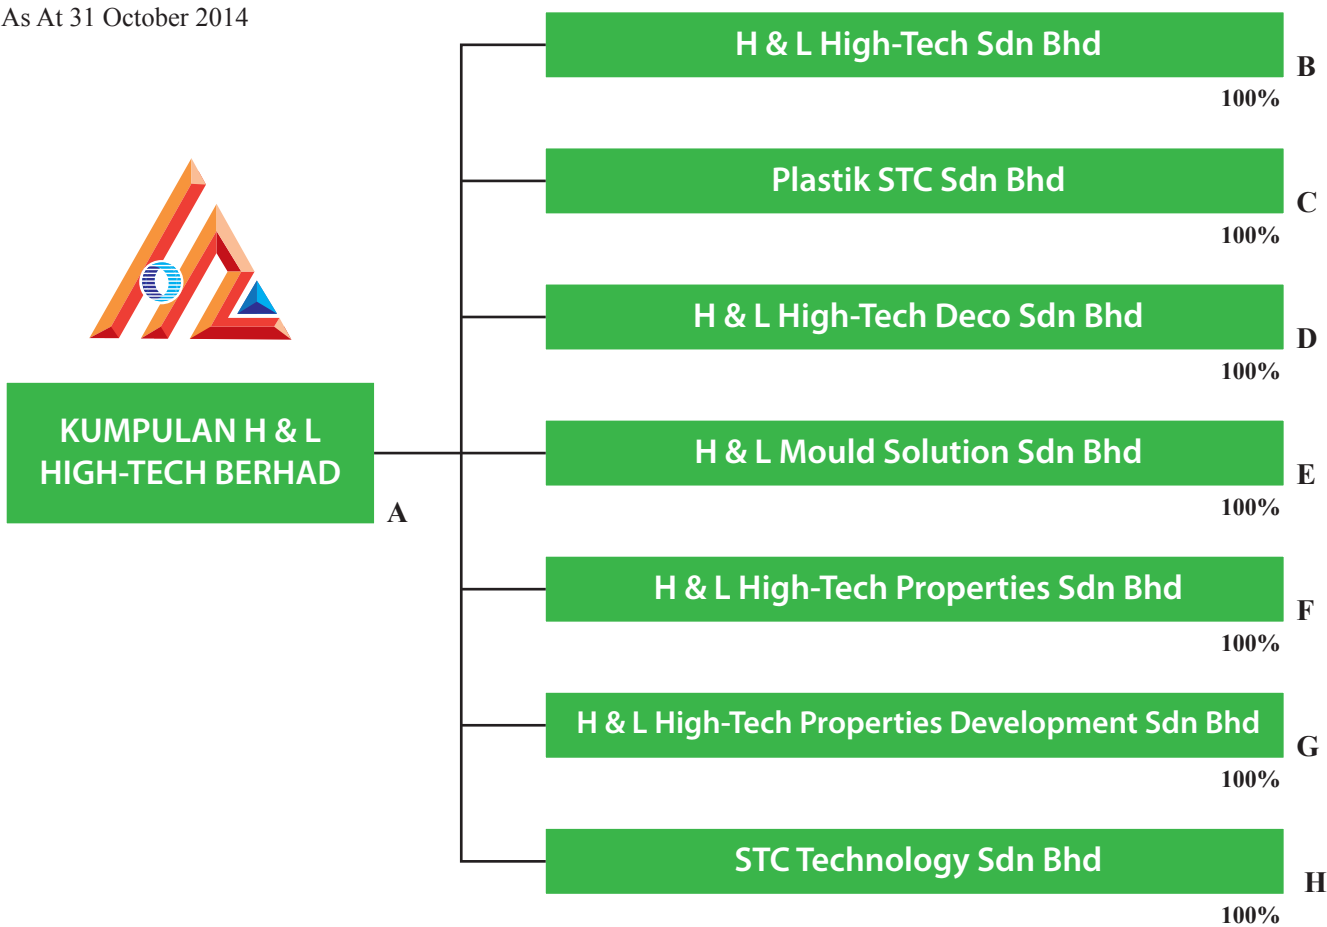 As At 31 October 2014
KUMPULAN H & L
HIGH-TECH BERHAD
A
H & L High-Tech Sdn Bhd
B
100%
Plastik STC Sdn Bhd
C
100%
H & L High-Tech Deco Sdn Bhd
D
100%
H & L Mould Solution Sdn Bhd
E
100%
H & L High-Tech Properties Sdn Bhd
F
100%
H & L High-Tech Properties Development Sdn Bhd
G
100%
STC Technology Sdn Bhd
H
100%